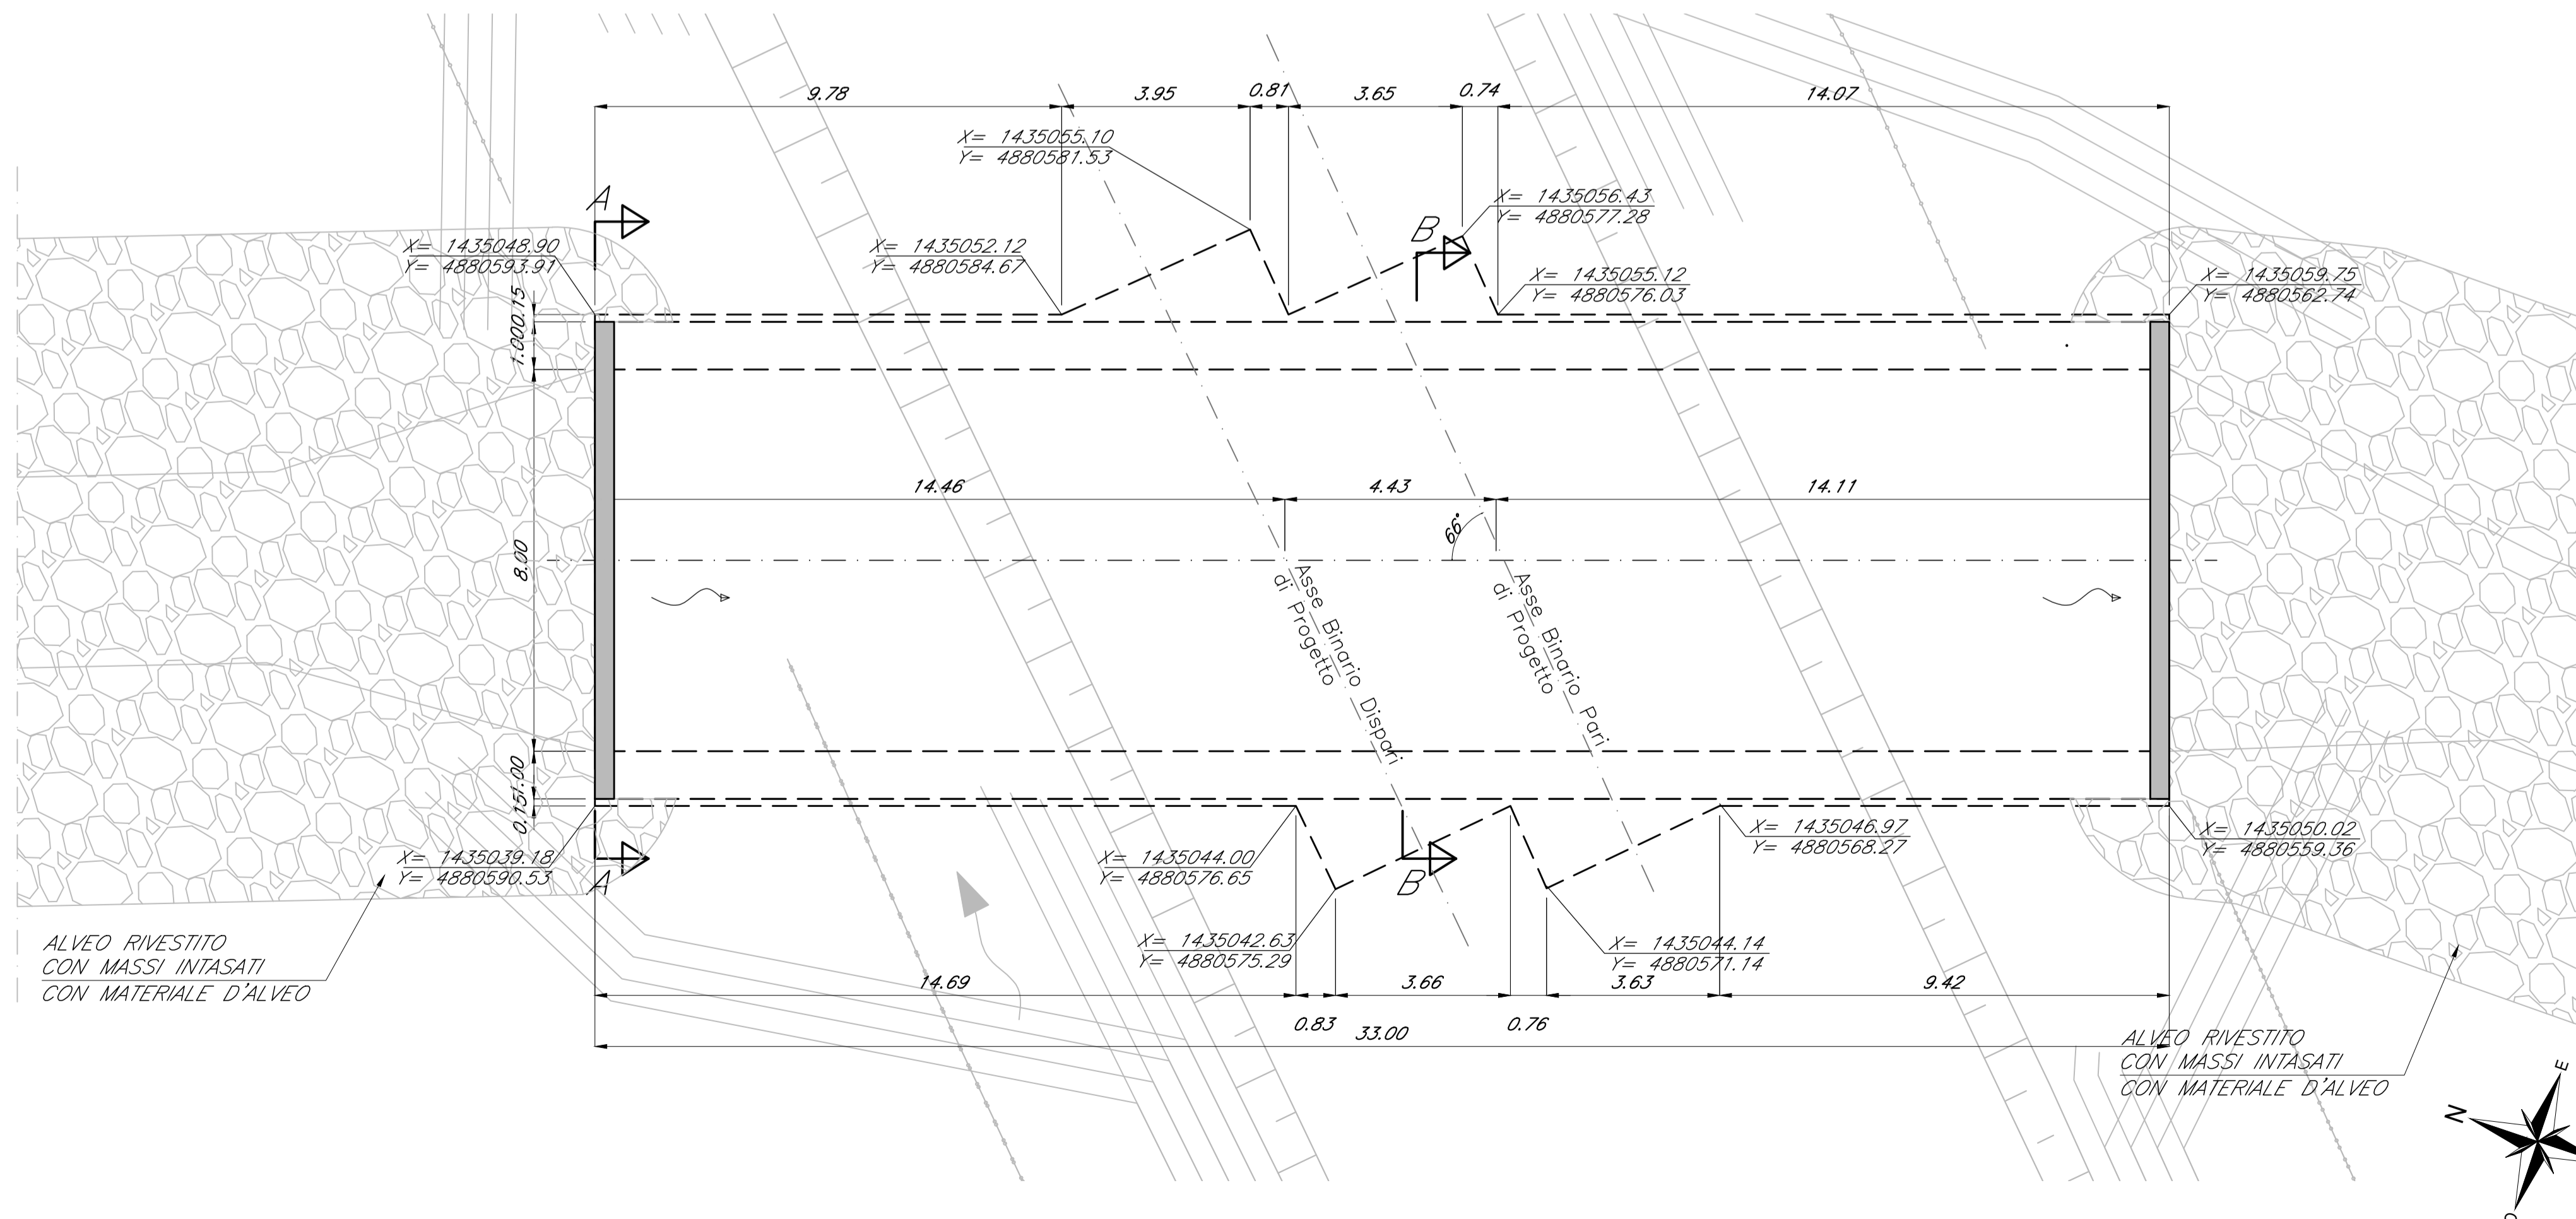 9.78
3.95
0.81
3.65
0.74
14.07
X= 1435055.10
Y= 4880581.53
A
X= 1435056.43
Y= 4880577.28
B
X= 1435048.90
Y= 4880593.91
X= 1435052.12
Y= 4880584.67
X= 1435055.12
Y= 4880576.03
X= 1435059.75
Y= 4880562.74
0.15
1.00
14.46
4.43
14.11
66°
8.00
Asse Binario Dispari
di Progetto
Asse Binario Pari
di Progetto
1.00
0.15
X= 1435039.18
Y= 4880590.53
A
X= 1435044.00
Y= 4880576.65
B
X= 1435046.97
Y= 4880568.27
X= 1435050.02
Y= 4880559.36
X= 1435042.63
Y= 4880575.29
X= 1435044.14
Y= 4880571.14
ALVEO RIVESTITO
CON MASSI INTASATI
CON MATERIALE D'ALVEO
14.69
3.66
3.63
9.42
0.83
0.76
33.00
ALVEO RIVESTITO
CON MASSI INTASATI
CON MATERIALE D'ALVEO
E
N